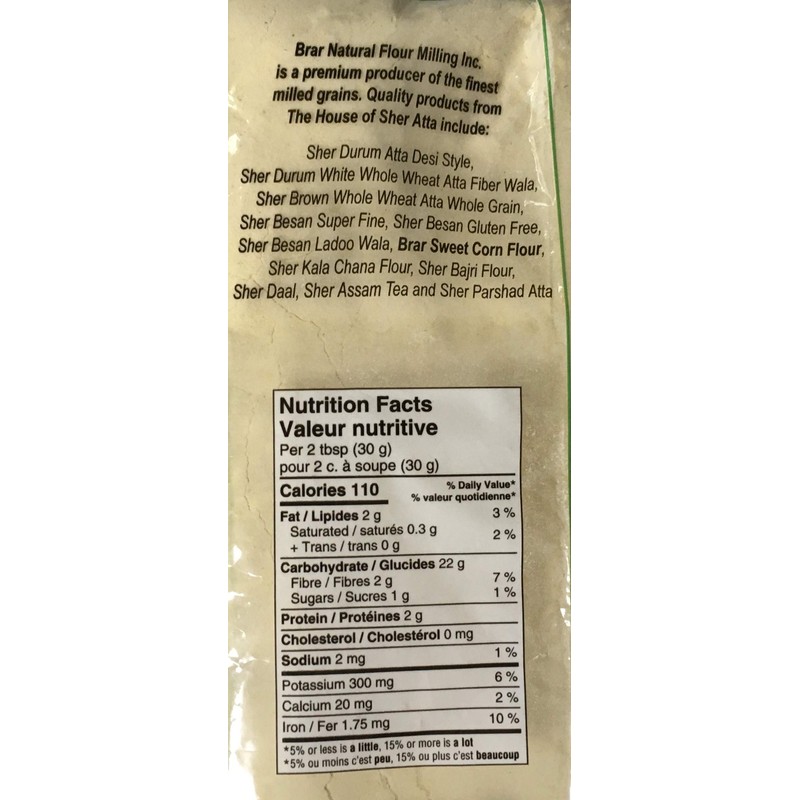 Brar Natural Flour Milling Inc.
is a premium producer of the finest
milled grains. Quality products from
The House of Sher Atta include:
Sher Durum Atta Desi Style,
Sher Durum White Whole Wheat Atta Fiber Wala,
Sher Brown Whole Wheat Atta Whole Grain,
Sher Besan Super Fine, Sher Besan Gluten Free,
Sher Besan Ladoo Wala, Brar Sweet Corn Flour,
Sher Kala Chana Flour, Sher Bajri Flour,
Sher Daal, Sher Assam Tea and Sher Parshad Atta
Nutrition Facts
Valeur nutritive
Per 2 tbsp (30 g)
pour 2 c. à soupe (30 g)
Calories 110 % Daily Value*
% valeur quotidienne*
Fat / Lipides 2 g 3 %
Saturated / saturés 0.3 g 2 %
+ Trans / trans 0 g
Carbohydrate / Glucides 22 g
Fibre / Fibres 2 g 7 %
Sugars / Sucres 1 g 1 %
Protein / Protéines 2 g
Cholesterol / Cholestérol 0 mg
Sodium 2 mg 1 %
Potassium 300 mg 6 %
Calcium 20 mg 2 %
Iron / Fer 1.75 mg 10 %
*5% or less is a little, 15% or more is a lot
*5% ou moins c'est peu, 15% ou plus c'est beaucoup